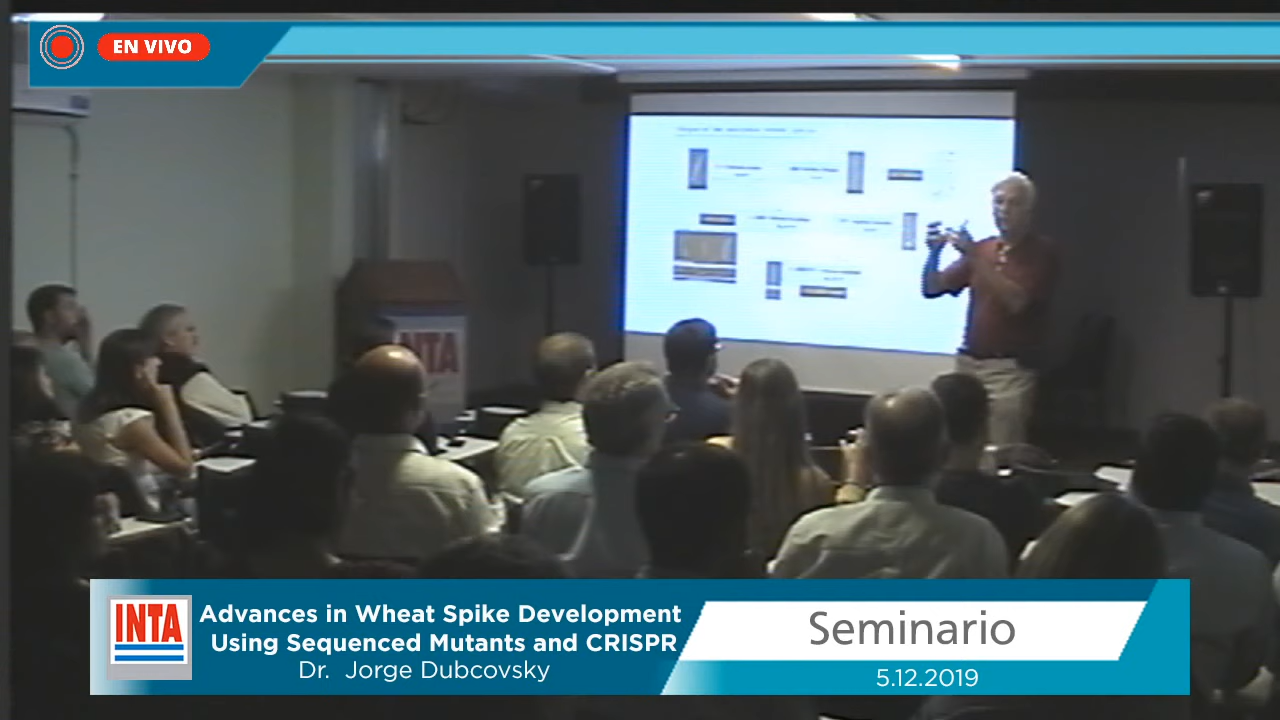 EN VIVO
INTA
INTA
Advances in Wheat Spike Development
Using Sequenced Mutants and CRISPR
Dr. Jorge Dubcovsky
Seminario
5.12.2019